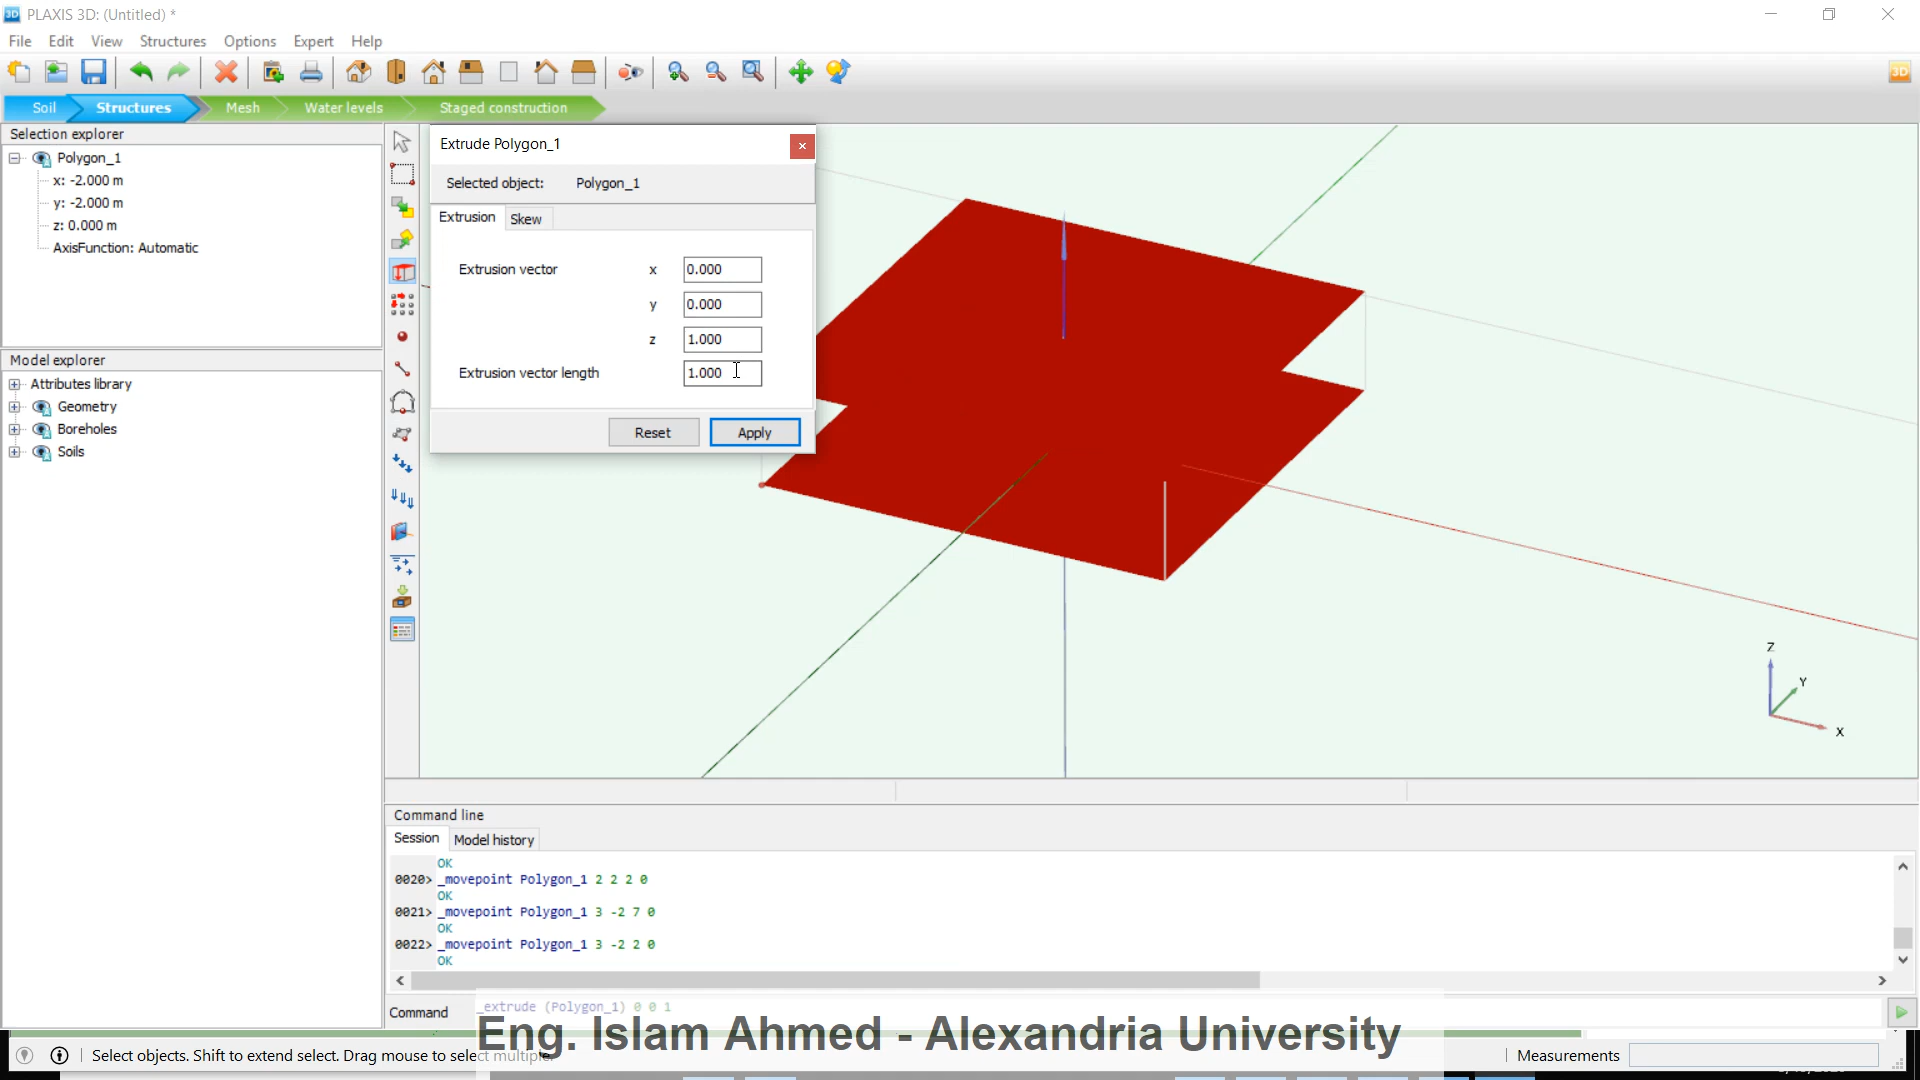 PLAXIS 3D: (Untitled) *
File Edit View Structures Options Expert Help
Soil Structures Mesh Water levels Staged construction
Selection explorer
Polygon_1
x: -2.000 m
y: -2.000 m
z: 0.000 m
AxisFunction: Automatic
Model explorer
Attributes library
Geometry
Boreholes
Soils
Extrude Polygon_1
Selected object: Polygon_1
Extrusion Skew
Extrusion vector x 0.000
y 0.000
z 1.000
Extrusion vector length 1.000
Reset Apply
Z
Y
X
Command line
Session Model history
OK
0020> _movepoint Polygon_1 2 2 2 0
OK
0021> _movepoint Polygon_1 3 -2 7 0
OK
0022> _movepoint Polygon_1 3 -2 2 0
OK
Command _extrude (Polygon_1) 0 0 1
Eng. Islam Ahmed - Alexandria University
Select objects. Shift to extend select. Drag mouse to select multiple.
Measurements